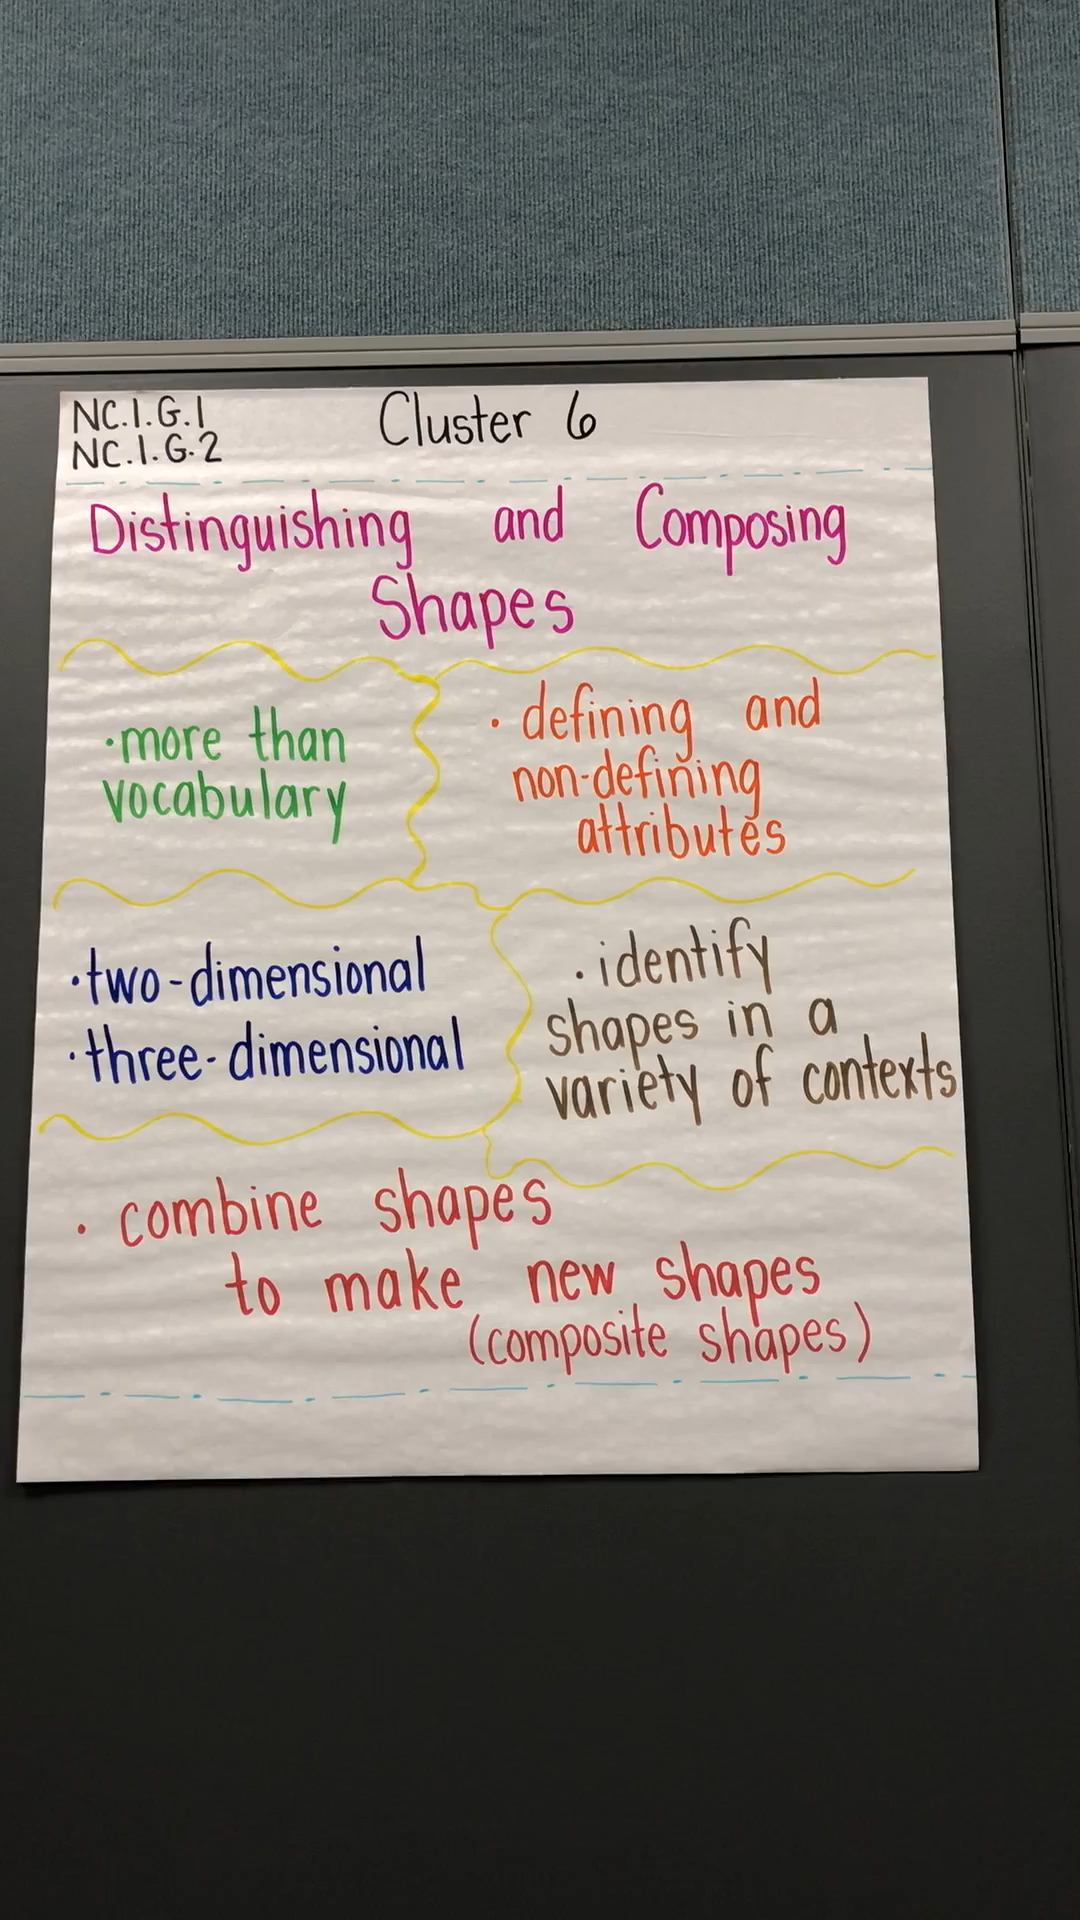 NC.1.G.1
NC.1.G.2
Cluster 6
Distinguishing and Composing
Shapes
• more than
vocabulary
• defining and
non-defining
attributes
• two-dimensional
• three-dimensional
• identify
shapes in a
variety of contexts
• combine shapes
to make new shapes
(composite shapes)